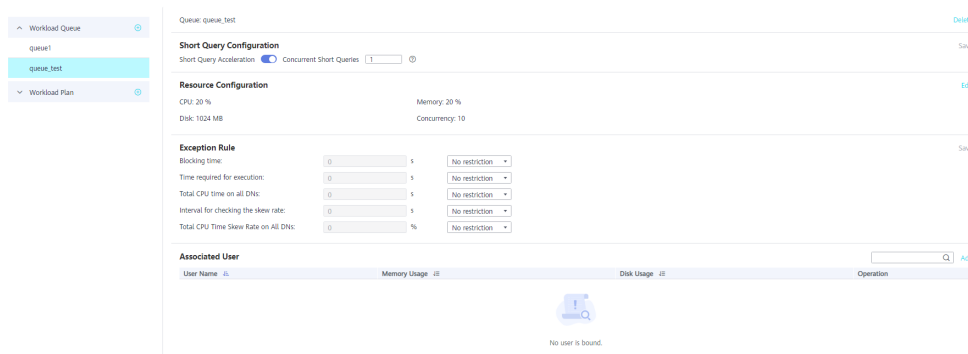 Workload Queue
queue1
queue_test
Workload Plan
Queue: queue_test
Short Query Configuration
Short Query Acceleration Concurrent Short Queries 1
Resource Configuration
CPU: 20 % Memory: 20 %
Disk: 1024 MB Concurrency: 10
Exception Rule
Blocking time: 0 s No restriction
Time required for execution: 0 s No restriction
Total CPU time on all DNs: 0 s No restriction
Interval for checking the skew rate: 0 s No restriction
Total CPU Time Skew Rate on All DNs: 0 % No restriction
Associated User
User Name Memory Usage Disk Usage Operation
No user is bound.